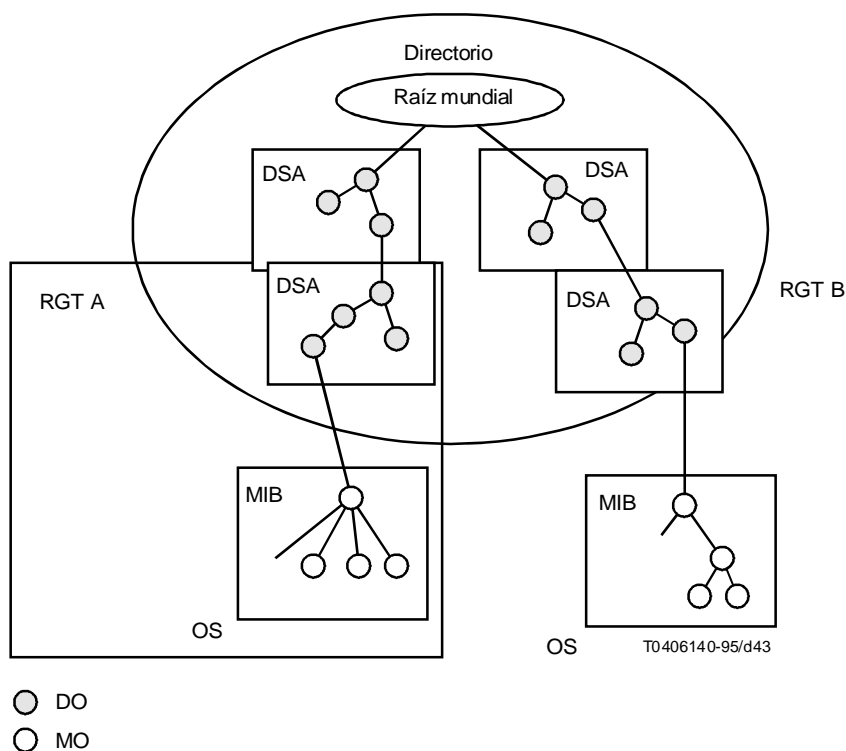 Directorio
Raíz mundial
DSA
DSA
RGT A
DSA
DSA
RGT B
MIB
MIB
OS
OS
T0406140-95/d43
DO
MO